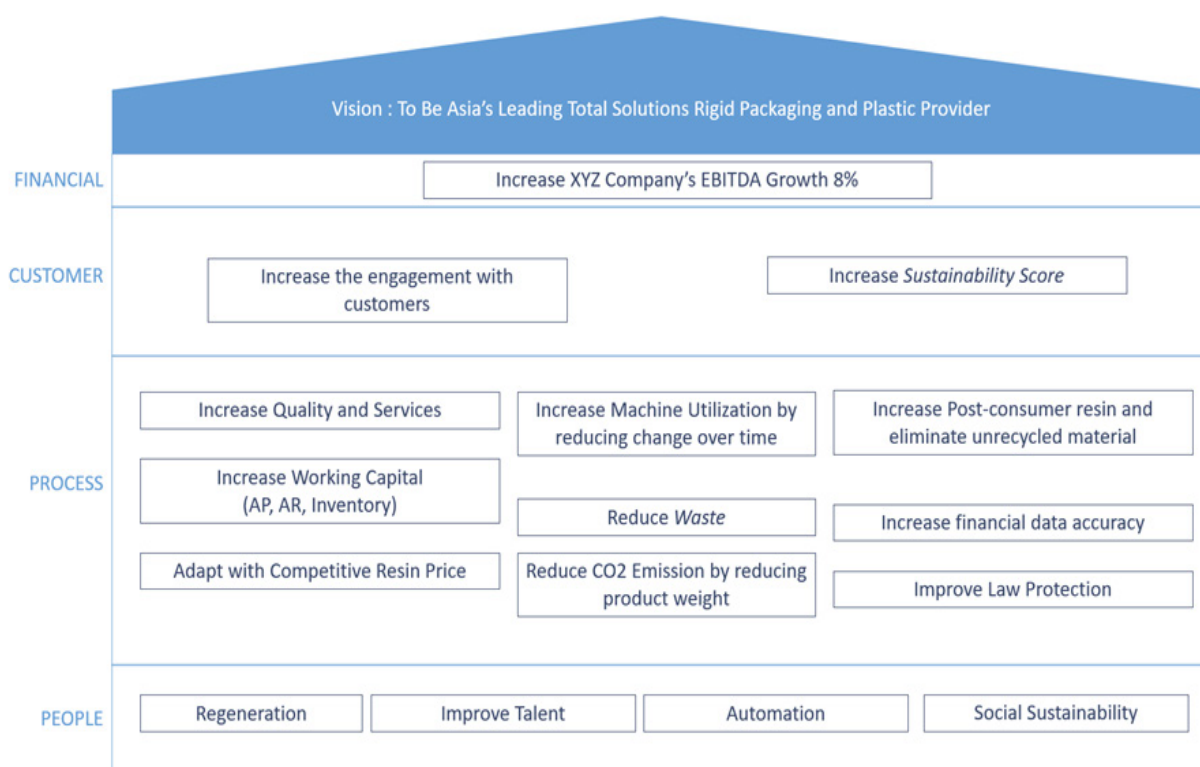 Vision : To Be Asia's Leading Total Solutions Rigid Packaging and Plastic Provider
FINANCIAL
Increase XYZ Company's EBITDA Growth 8%
CUSTOMER
Increase the engagement with
customers
Increase Sustainability Score
PROCESS
Increase Quality and Services
Increase Machine Utilization by
reducing change over time
Increase Post-consumer resin and
eliminate unrecycled material
Increase Working Capital
(AP, AR, Inventory)
Reduce Waste
Increase financial data accuracy
Adapt with Competitive Resin Price
Reduce CO2 Emission by reducing
product weight
Improve Law Protection
PEOPLE
Regeneration
Improve Talent
Automation
Social Sustainability